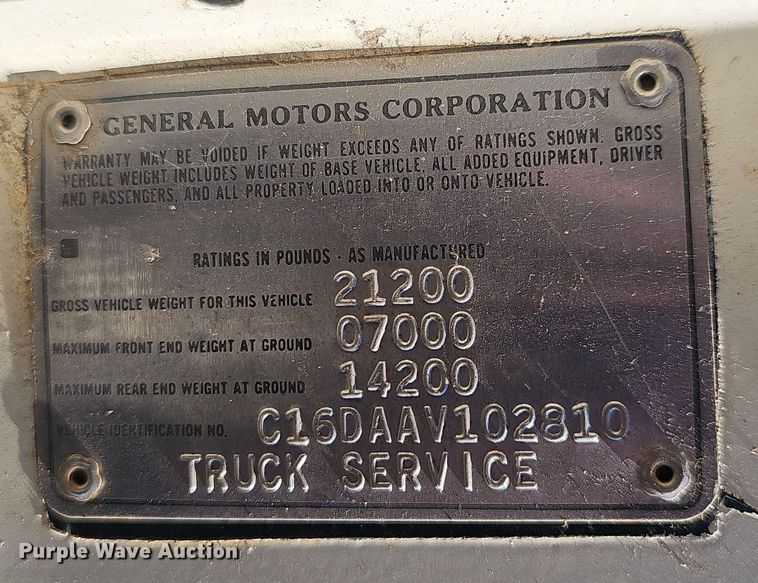 GENERAL MOTORS CORPORATION
WARRANTY MAY BE VOIDED IF WEIGHT EXCEEDS ANY OF RATINGS SHOWN. GROSS
VEHICLE WEIGHT INCLUDES WEIGHT OF BASE VEHICLE, ALL ADDED EQUIPMENT, DRIVER
AND PASSENGERS, AND ALL PROPERTY LOADED INTO OR ONTO VEHICLE.
RATINGS IN POUNDS - AS MANUFACTURED
GROSS VEHICLE WEIGHT FOR THIS VEHICLE 21200
MAXIMUM FRONT END WEIGHT AT GROUND 07000
MAXIMUM REAR END WEIGHT AT GROUND 14200
VEHICLE IDENTIFICATION NO. C16DAAV102810
TRUCK SERVICE
Purple Wave Auction